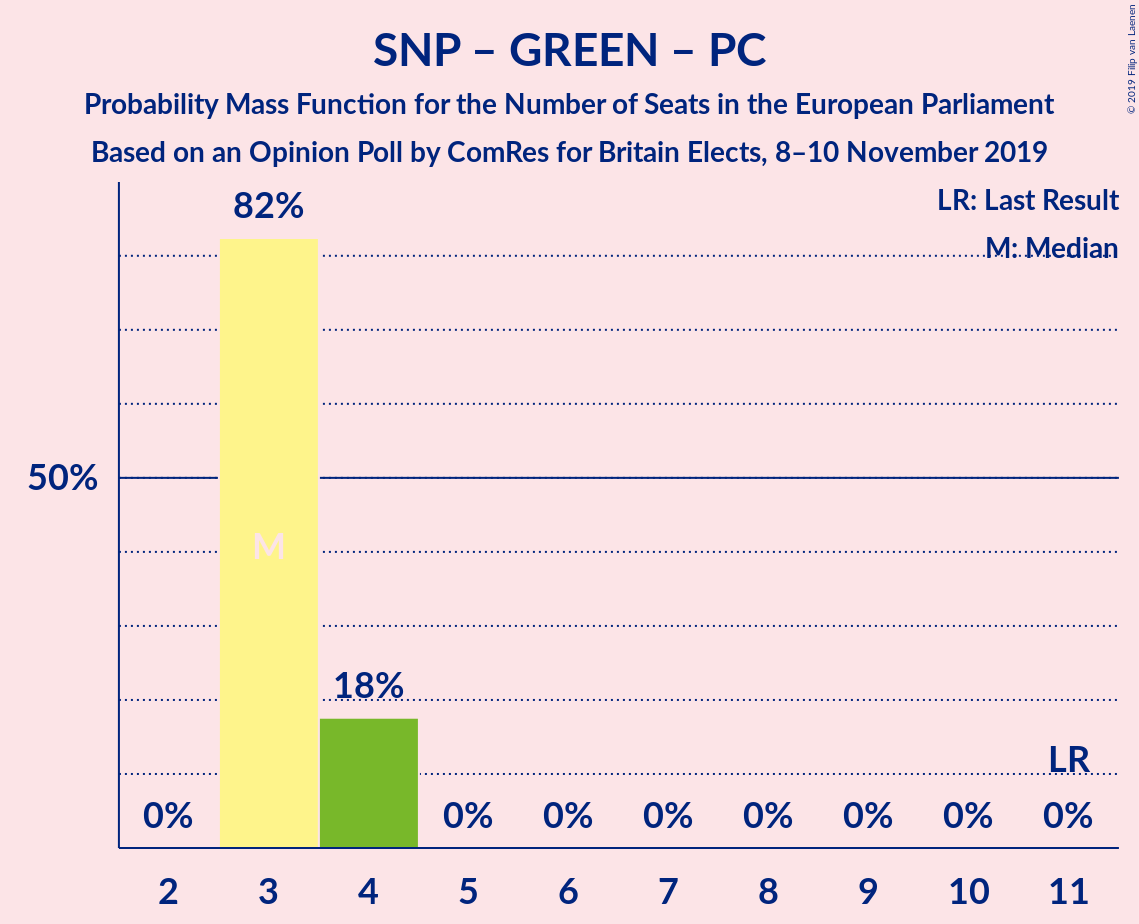 SNP – GREEN – PC
Probability Mass Function for the Number of Seats in the European Parliament
Based on an Opinion Poll by ComRes for Britain Elects, 8–10 November 2019
© 2019 Filip van Laenen
LR: Last Result
M: Median
82%
50%
M
18%
LR
0% 0% 0% 0% 0% 0% 0% 0%
2 3 4 5 6 7 8 9 10 11